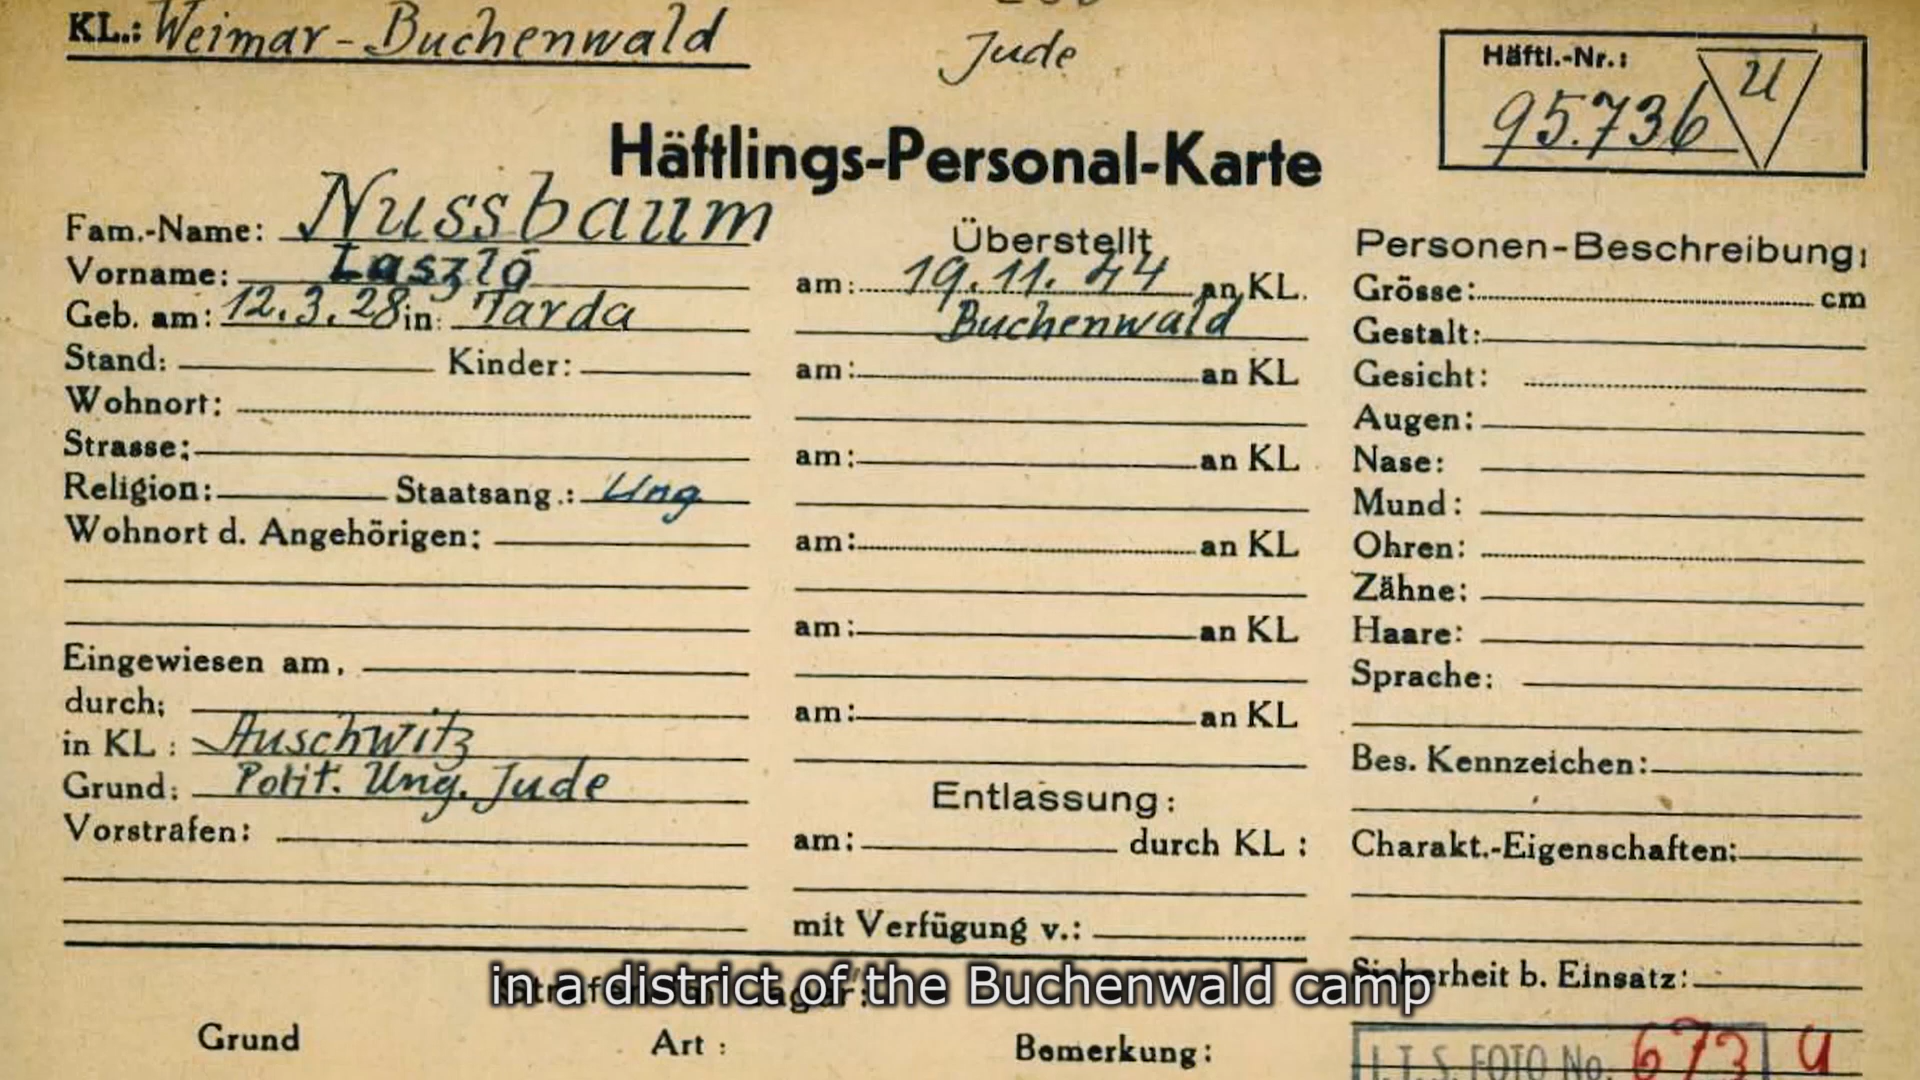 KL.: Weimar-Buchenwald
Jude
Häftl.-Nr.:
95.736 U
Häftlings-Personal-Karte
Fam.-Name: Nussbaum
Vorname: Laszló
Geb. am: 12.3.28 in: Tarda
Stand: Kinder:
Wohnort:
Strasse:
Religion: Staatsang.: Ung
Wohnort d. Angehörigen:
Eingewiesen am.
durch:
in KL: Auschwitz
Grund: Polit. Ung. Jude
Vorstrafen:
Überstellt
am: 19.11.44 an KL.
Buchenwald
am: an KL
am: an KL
am: an KL
am: an KL
am: an KL
Entlassung:
am: durch KL:
mit Verfügung v.:
Personen-Beschreibung:
Grösse: cm
Gestalt:
Gesicht:
Augen:
Nase:
Mund:
Ohren:
Zähne:
Haare:
Sprache:
Bes. Kennzeichen:
Charakt.-Eigenschaften:
Sicherheit b. Einsatz:
in a district of the Buchenwald camp
Grund Art: Bemerkung:
I.T.S. FOTO No. 673 U